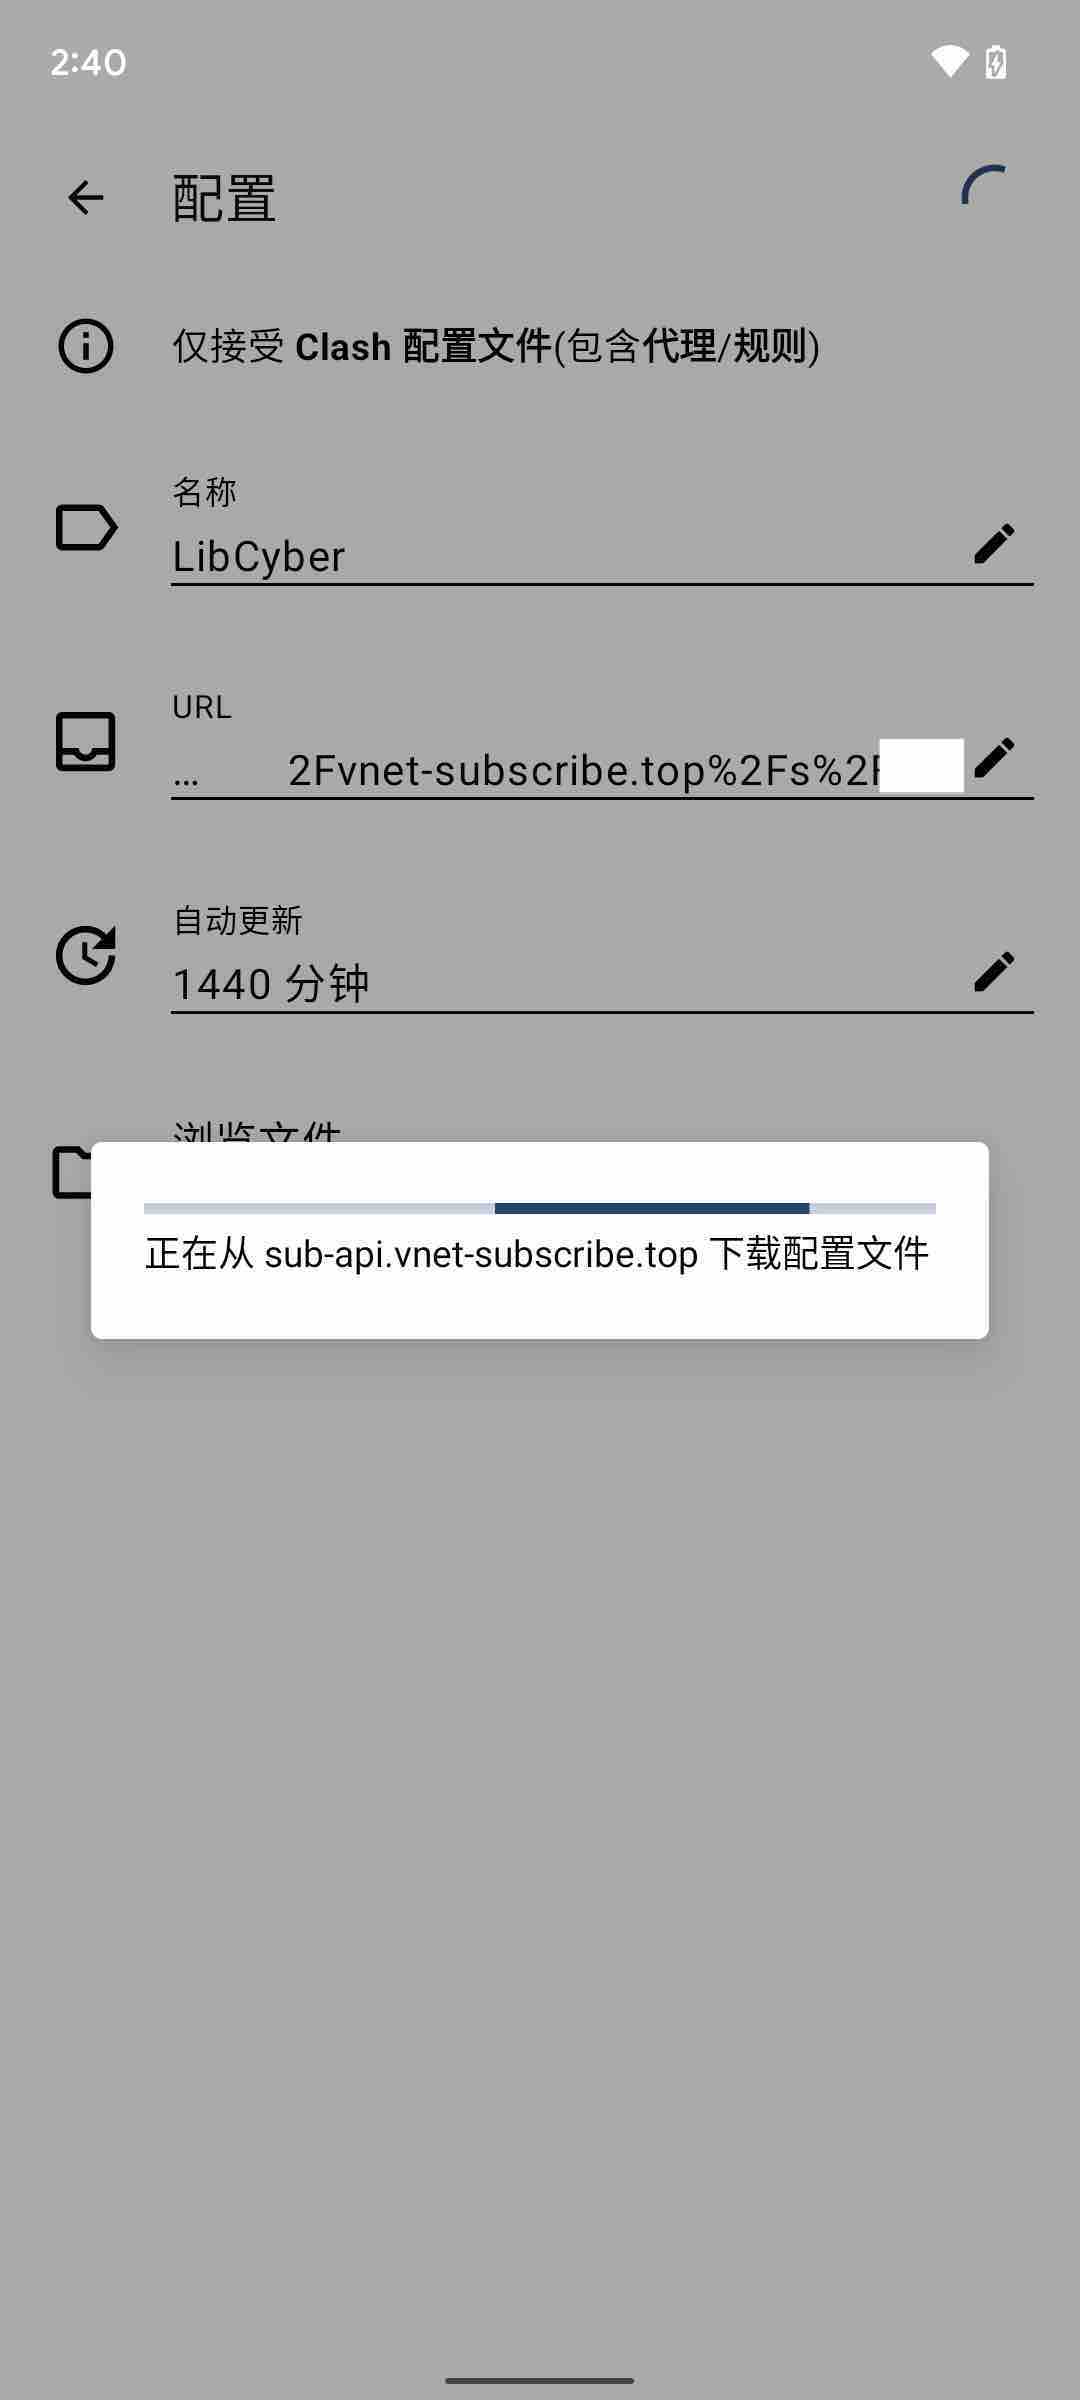 2:40
配置
仅接受 Clash 配置文件(包含代理/规则)
名称
LibCyber
URL
... 2Fvnet-subscribe.top%2Fs%2F
自动更新
1440 分钟
浏览文件
正在从 sub-api.vnet-subscribe.top 下载配置文件